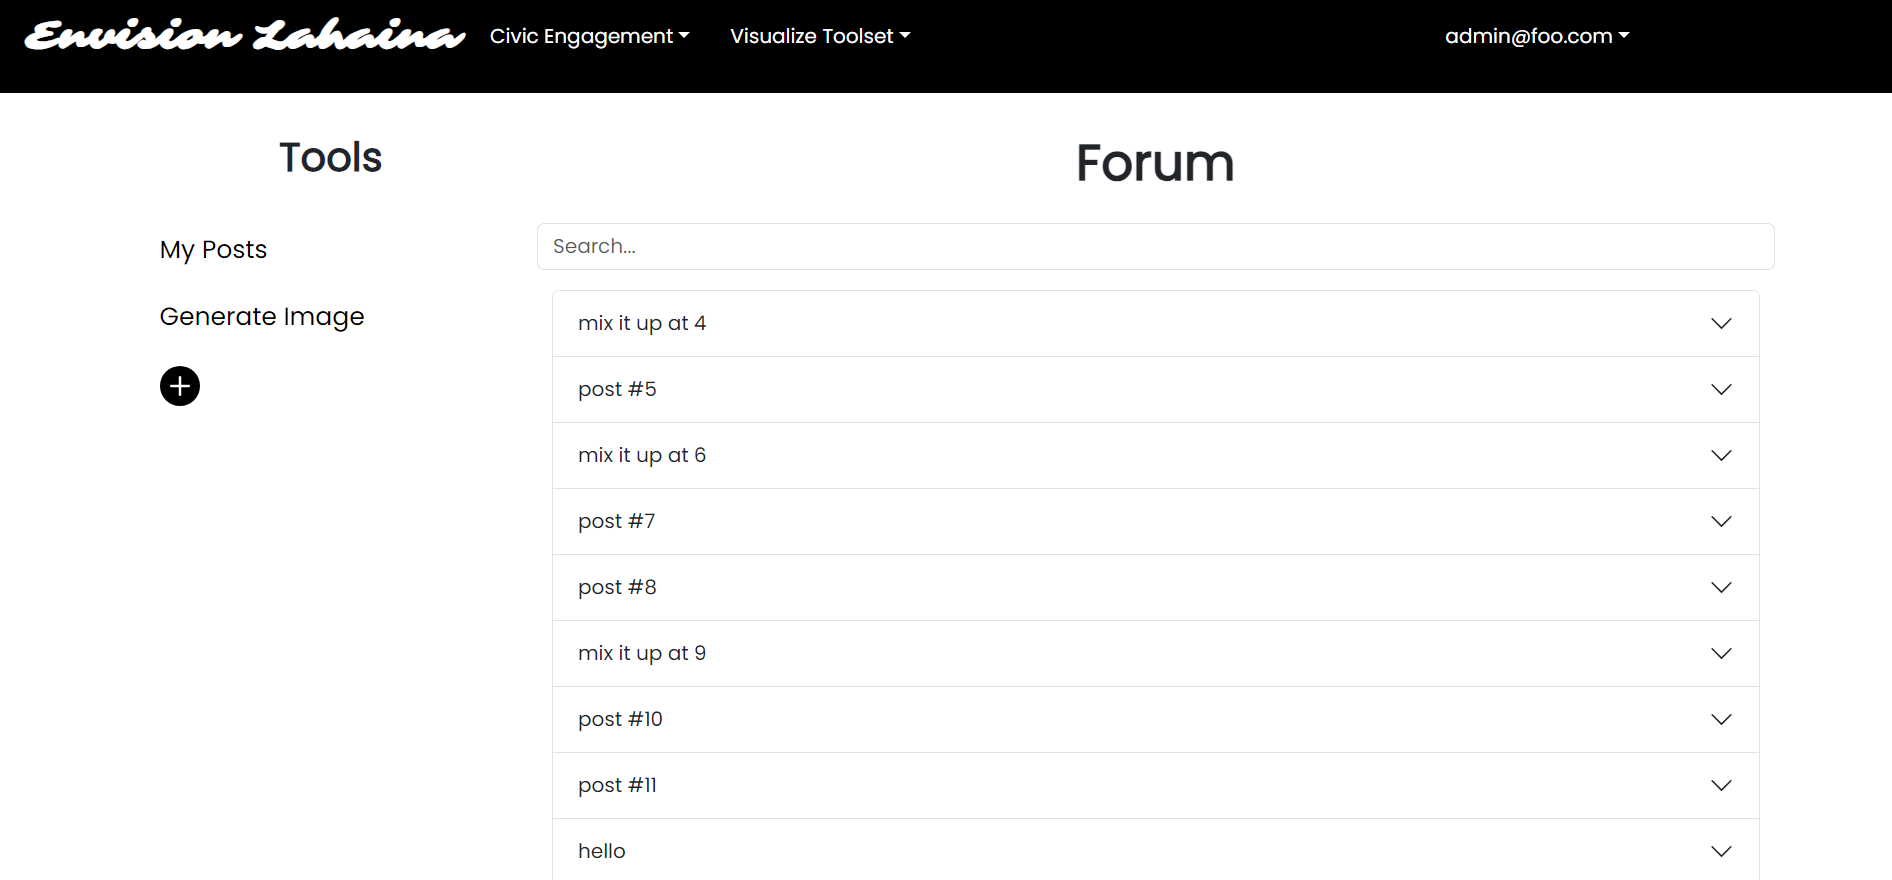 Envision Lahaina Civic Engagement Visualize Toolset admin@foo.com
Tools
Forum
My Posts
Generate Image
Search...
mix it up at 4
post #5
mix it up at 6
post #7
post #8
mix it up at 9
post #10
post #11
hello